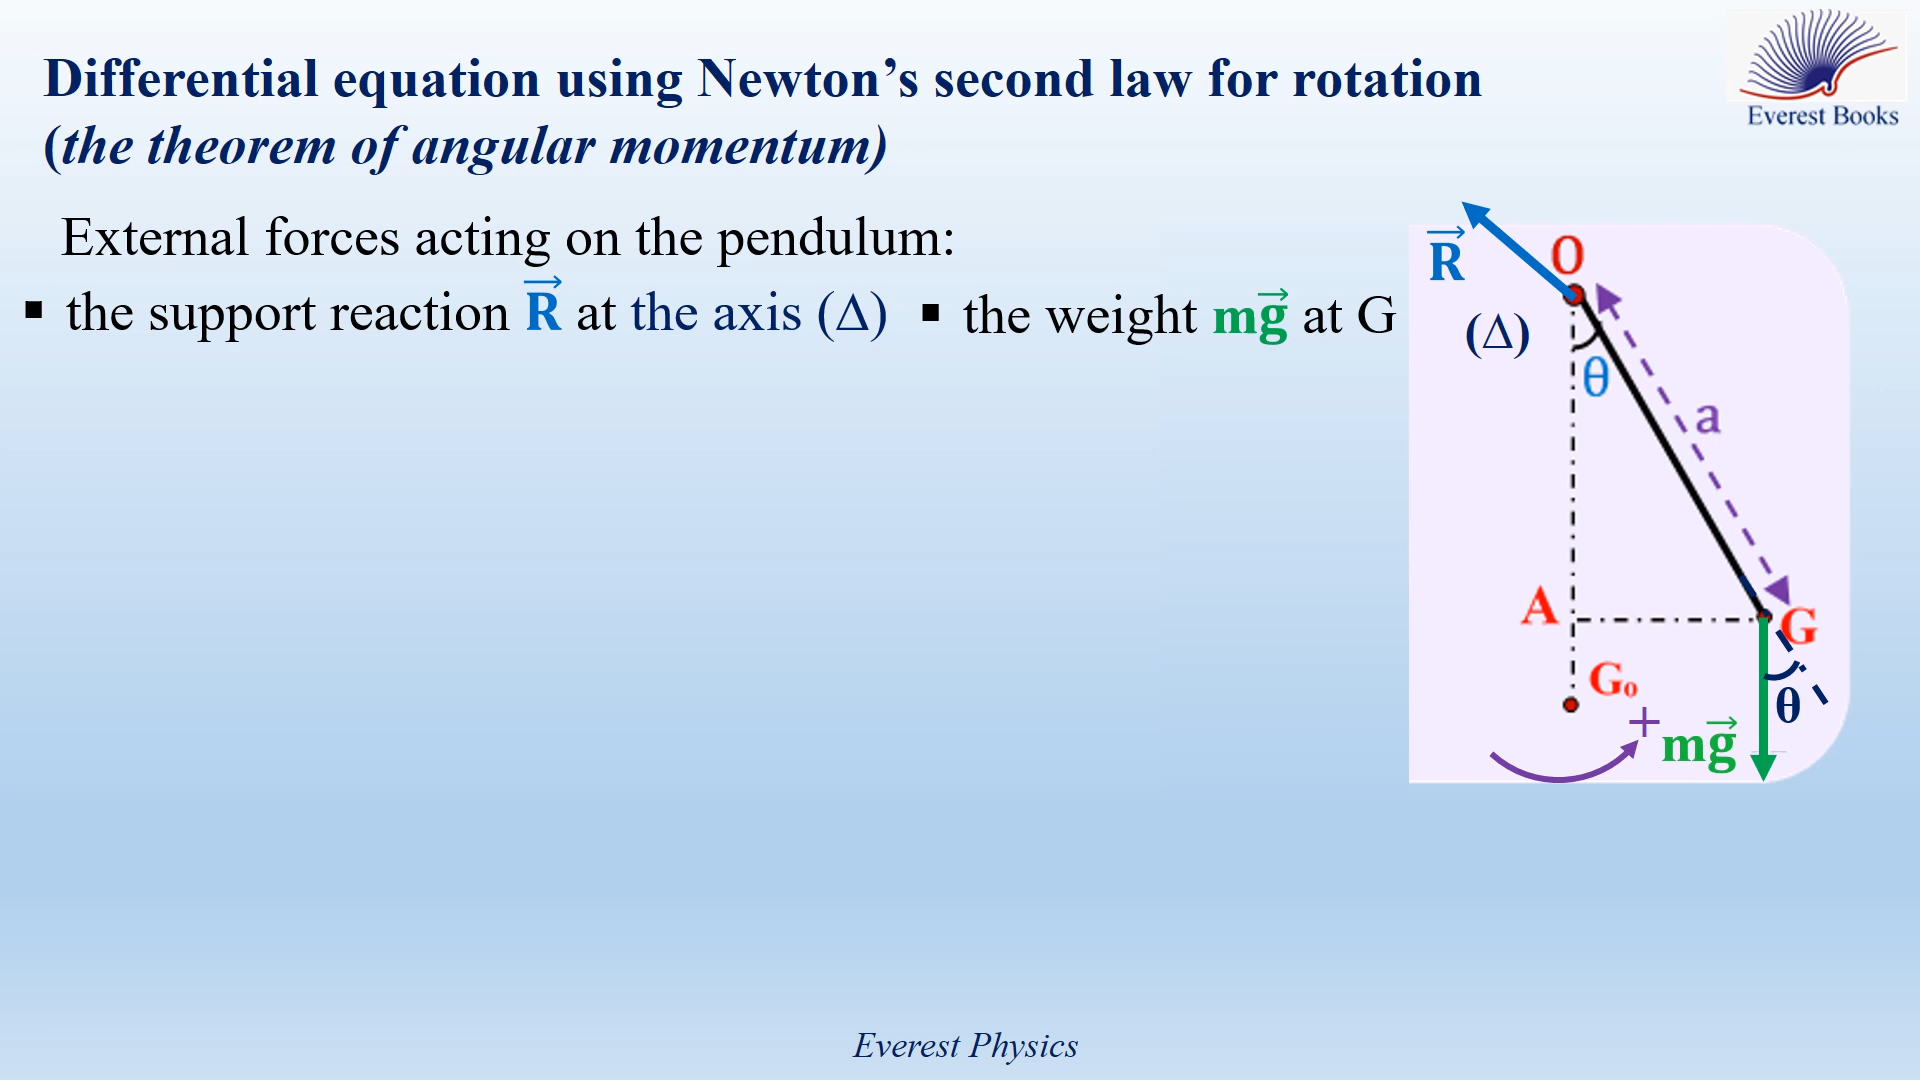 Differential equation using Newton’s second law for rotation
(the theorem of angular momentum)
Everest Books
External forces acting on the pendulum:
▪ the support reaction R⃗ at the axis (Δ) ▪ the weight mg⃗ at G
R⃗
O
(Δ)
θ
a
A
G
G₀
θ
+
mg⃗
Everest Physics